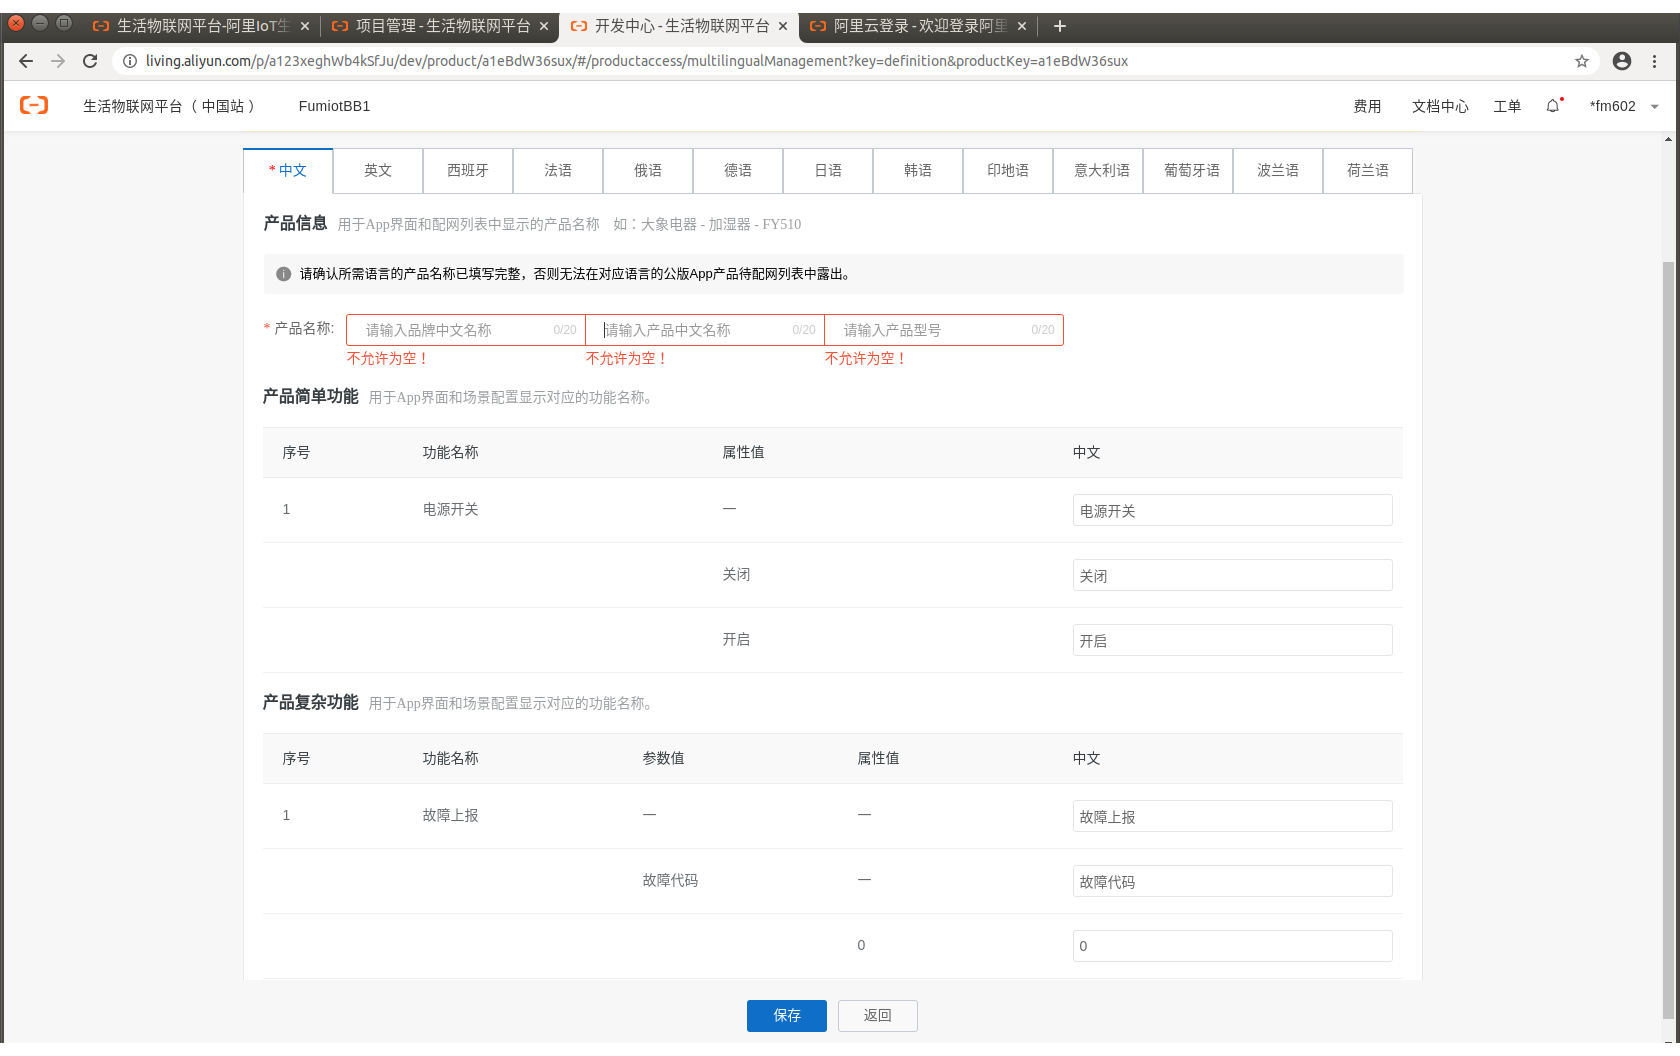 生活物联网平台-阿里IoT生
项目管理 - 生活物联网平台
开发中心 - 生活物联网平台
阿里云登录 - 欢迎登录阿里
living.aliyun.com/p/a123xeghWb4kSfJu/dev/product/a1eBdW36sux/#/productaccess/multilingualManagement?key=definition&productKey=a1eBdW36sux
生活物联网平台（ 中国站 ） FumiotBB1 费用 文档中心 工单 *fm602
* 中文 英文 西班牙 法语 俄语 德语 日语 韩语 印地语 意大利语 葡萄牙语 波兰语 荷兰语
产品信息 用于App界面和配网列表中显示的产品名称 如：大象电器 - 加湿器 - FY510
请确认所需语言的产品名称已填写完整，否则无法在对应语言的公版App产品待配网列表中露出。
* 产品名称: 请输入品牌中文名称 0/20 请输入产品中文名称 0/20 请输入产品型号 0/20
不允许为空！ 不允许为空！ 不允许为空！
产品简单功能 用于App界面和场景配置显示对应的功能名称。
序号 功能名称 属性值 中文
1 电源开关 — 电源开关
关闭 关闭
开启 开启
产品复杂功能 用于App界面和场景配置显示对应的功能名称。
序号 功能名称 参数值 属性值 中文
1 故障上报 — — 故障上报
故障代码 — 故障代码
0 0
保存 返回